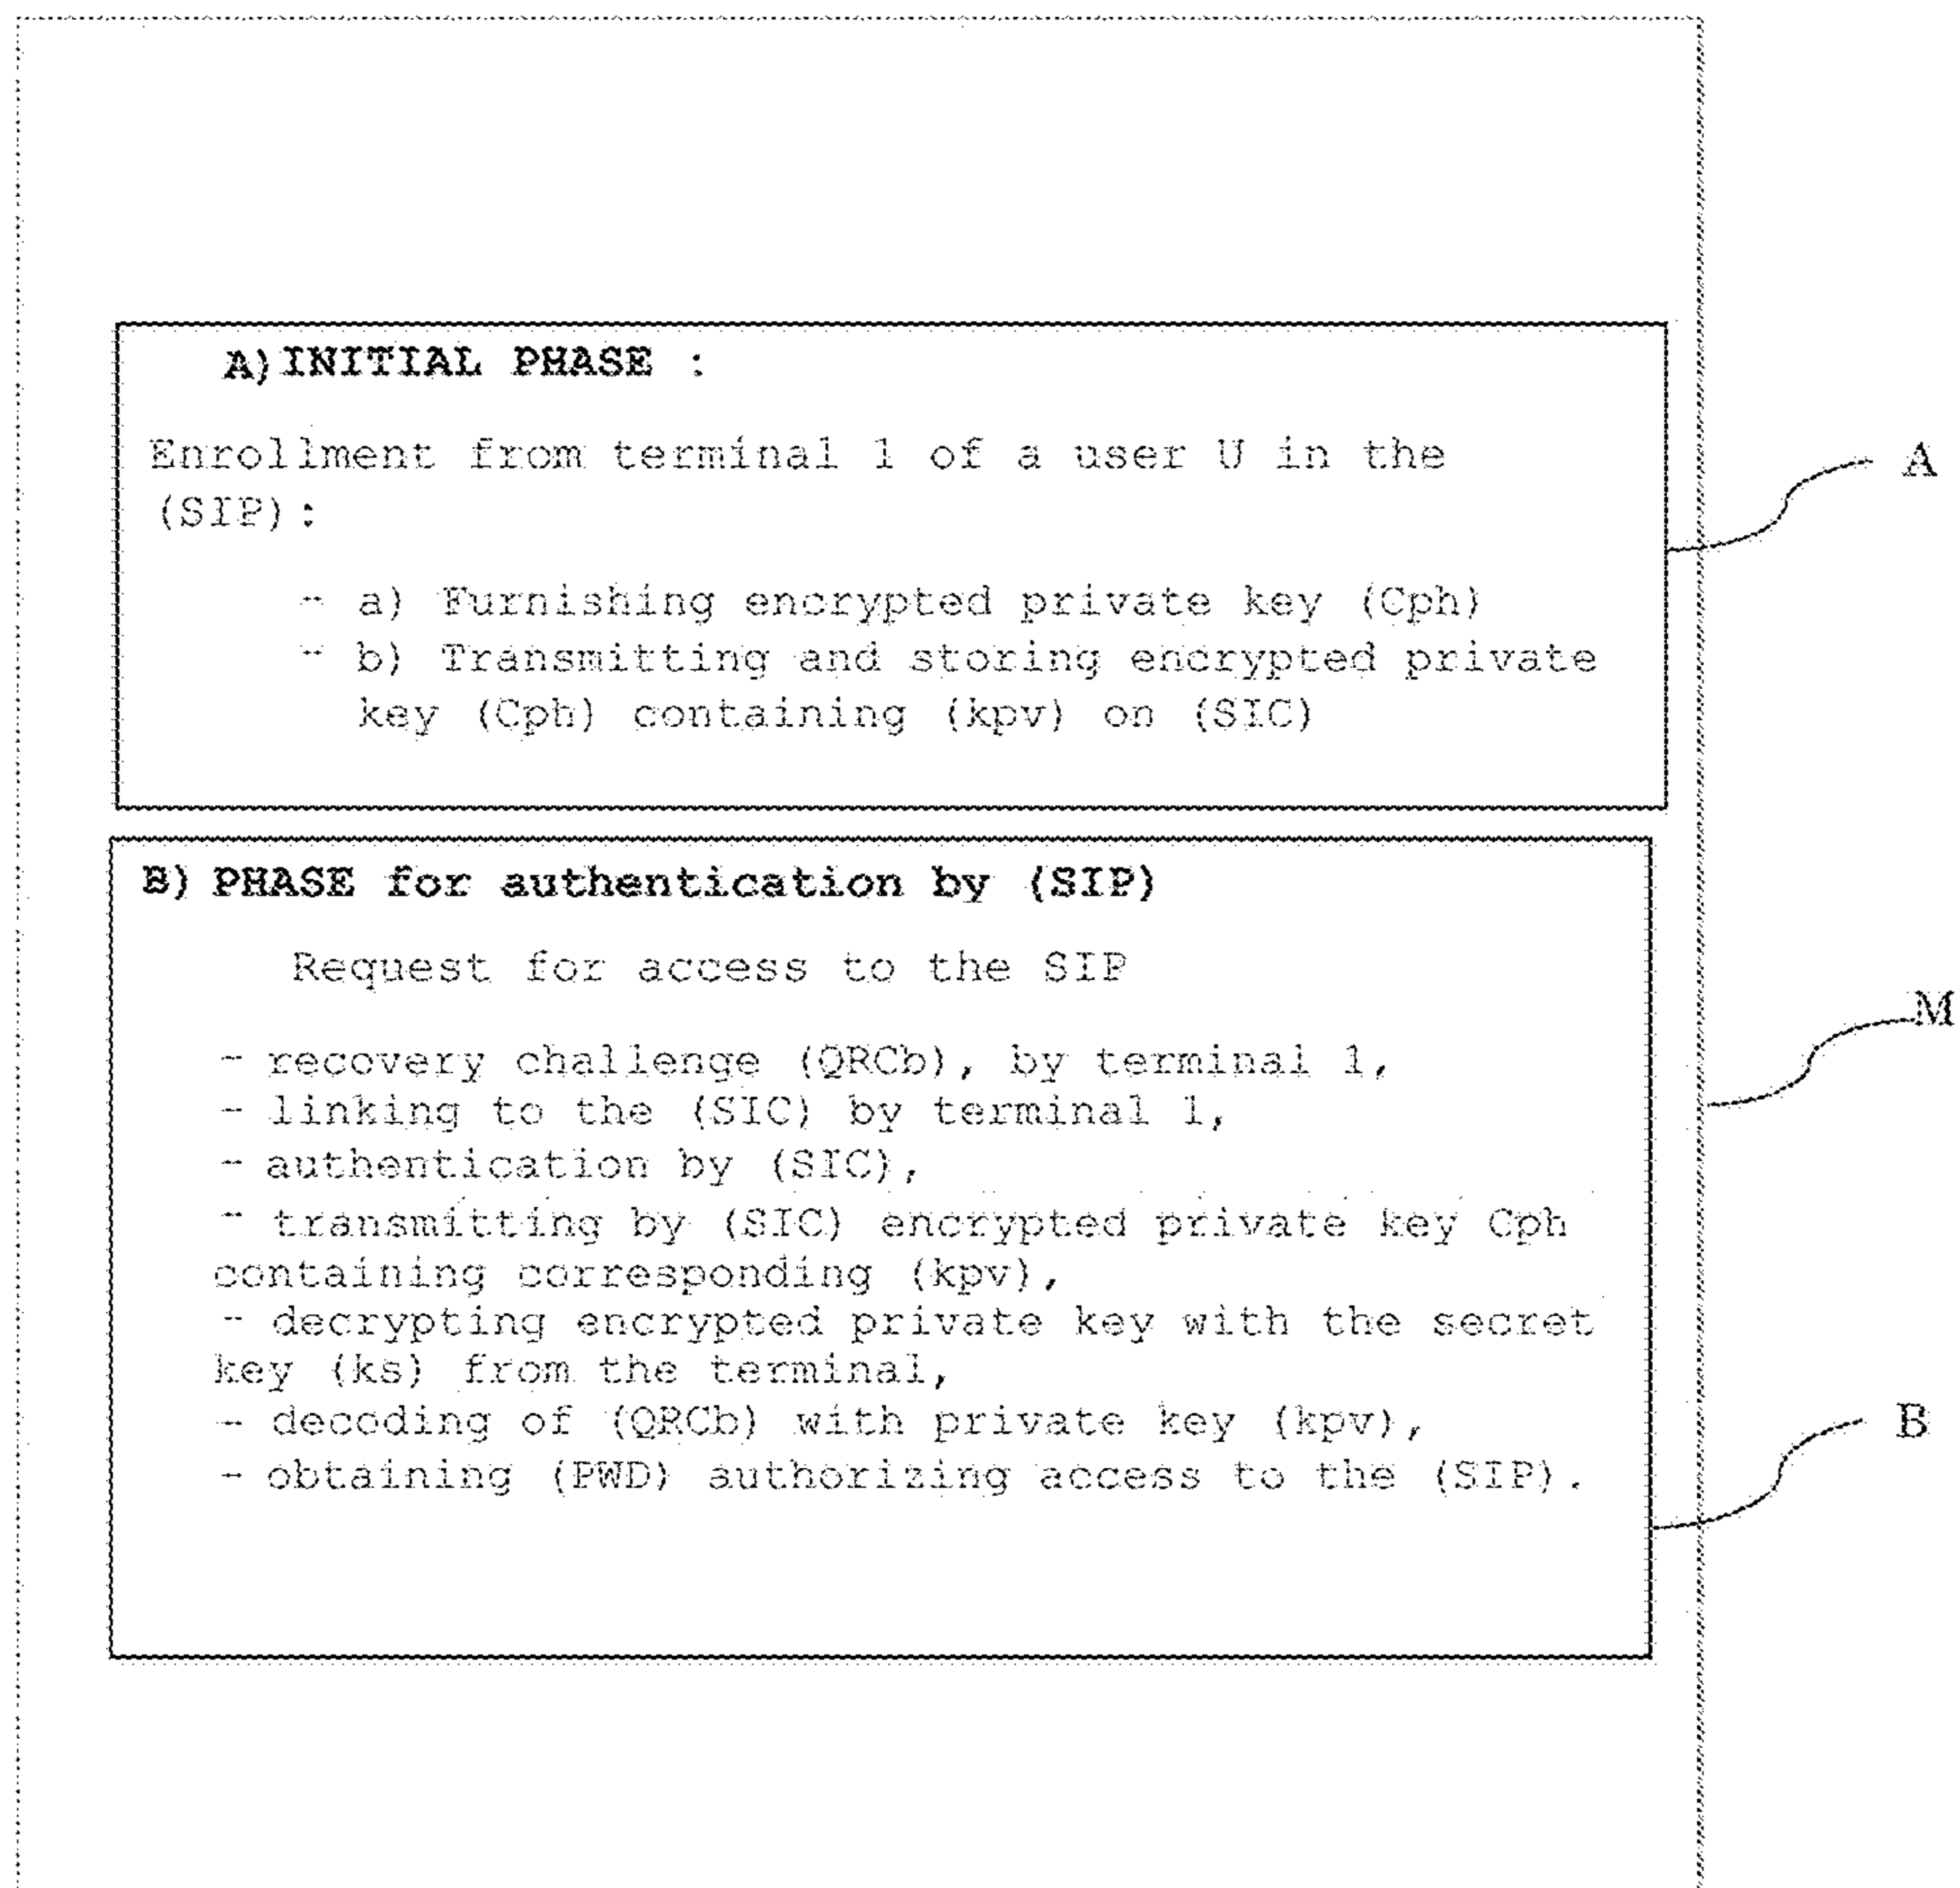 A) INITIAL PHASE :
Enrollment from terminal 1 of a user U in the
(SIP):
- a) Furnishing encrypted private key (Cph)
- b) Transmitting and storing encrypted private
key (Cph) containing (kpv) on (SIC)
A
B) PHASE for authentication by (SIP)
Request for access to the SIP
- recovery challenge (QRCb), by terminal 1,
- linking to the (SIC) by terminal 1,
- authentication by (SIC),
- transmitting by (SIC) encrypted private key Cph
containing corresponding (kpv),
- decrypting encrypted private key with the secret
key (ks) from the terminal,
- decoding of (QRCb) with private key (kpv),
- obtaining (PWD) authorizing access to the (SIP).
M
B